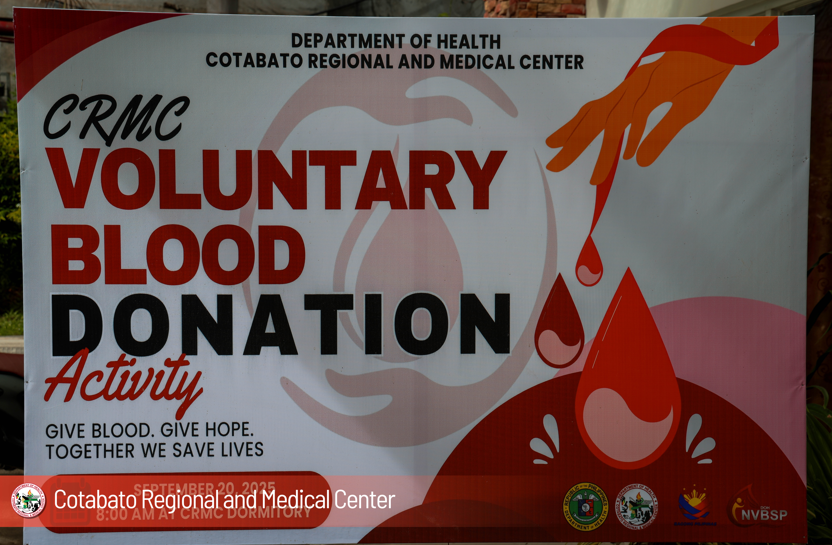 DEPARTMENT OF HEALTH
COTABATO REGIONAL AND MEDICAL CENTER
CRMC
VOLUNTARY
BLOOD
DONATION
Activity
GIVE BLOOD. GIVE HOPE.
TOGETHER WE SAVE LIVES
SEPTEMBER 20, 2025
8:00 AM AT CRMC DORMITORY
Cotabato Regional and Medical Center
NVBSP